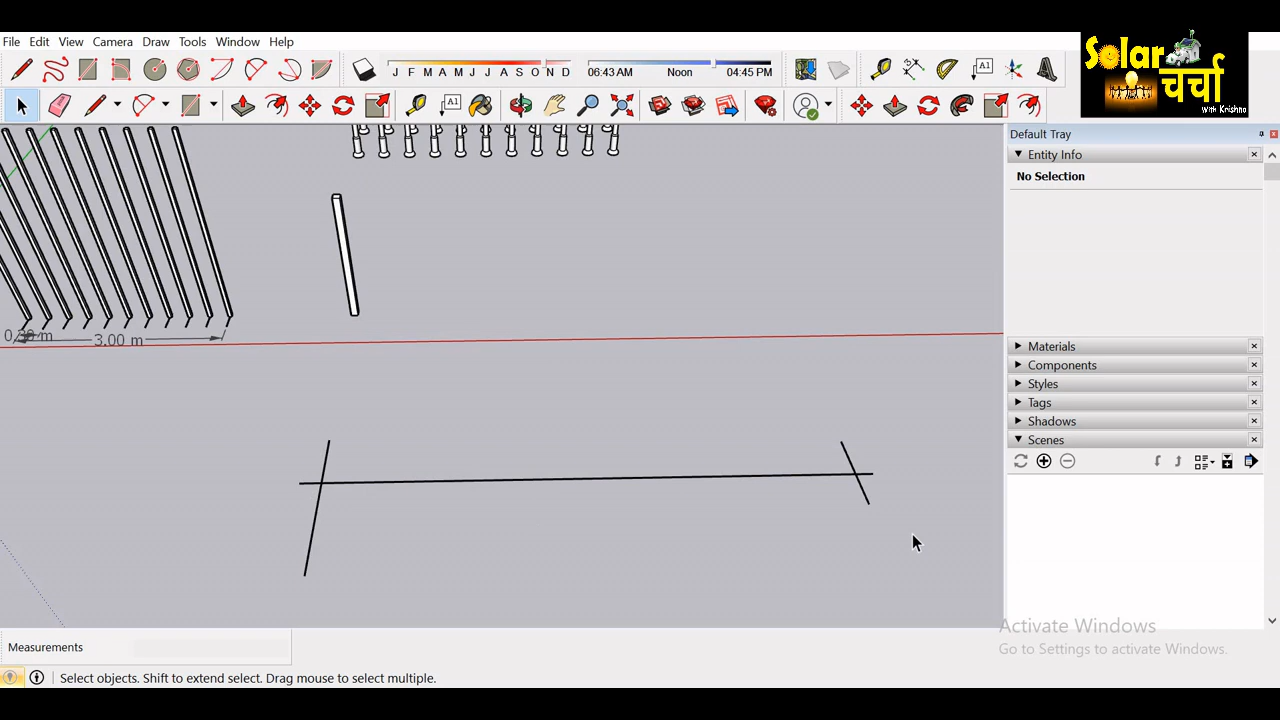 File Edit View Camera Draw Tools Window Help
Solar
चर्चा
With Krishna
J F M A M J J A S O N D
06:43 AM Noon 04:45 PM
A1
A1
Default Tray
Entity Info
No Selection
3.00 m
Materials
Components
Styles
Tags
Shadows
Scenes
Activate Windows
Go to Settings to activate Windows.
Measurements
Select objects. Shift to extend select. Drag mouse to select multiple.